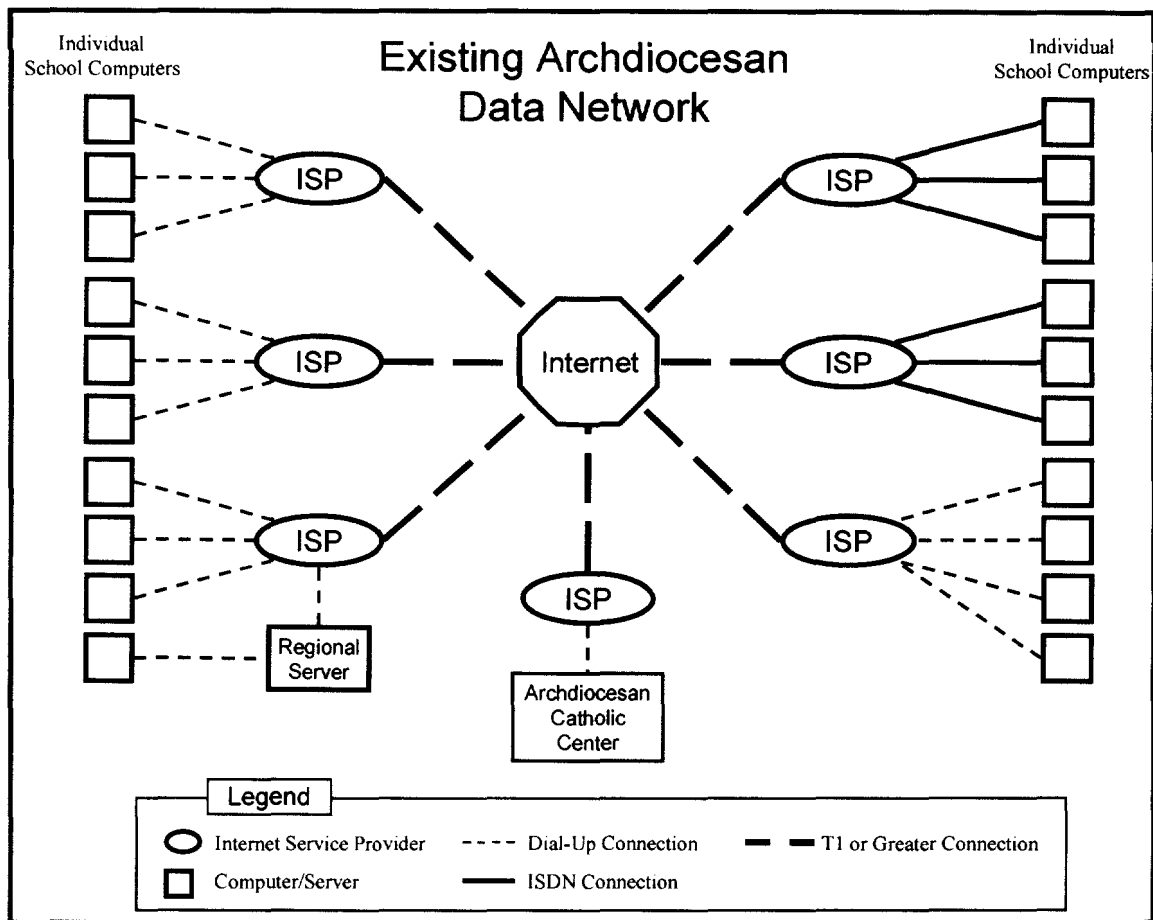 Individual
School Computers
Existing Archdiocesan
Data Network
Individual
School Computers
ISP
ISP
ISP
Internet
ISP
ISP
ISP
ISP
Regional
Server
ISP
Archdiocesan
Catholic
Center
Legend
Internet Service Provider
Dial-Up Connection
T1 or Greater Connection
Computer/Server
ISDN Connection